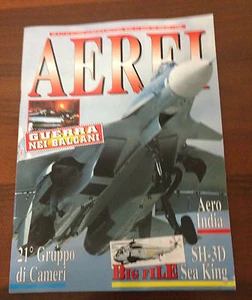 AEREI
GUERRA
NEI BALCANI
Aero
India
21° Gruppo
di Cameri
BIG FILE
SH-3D
Sea King